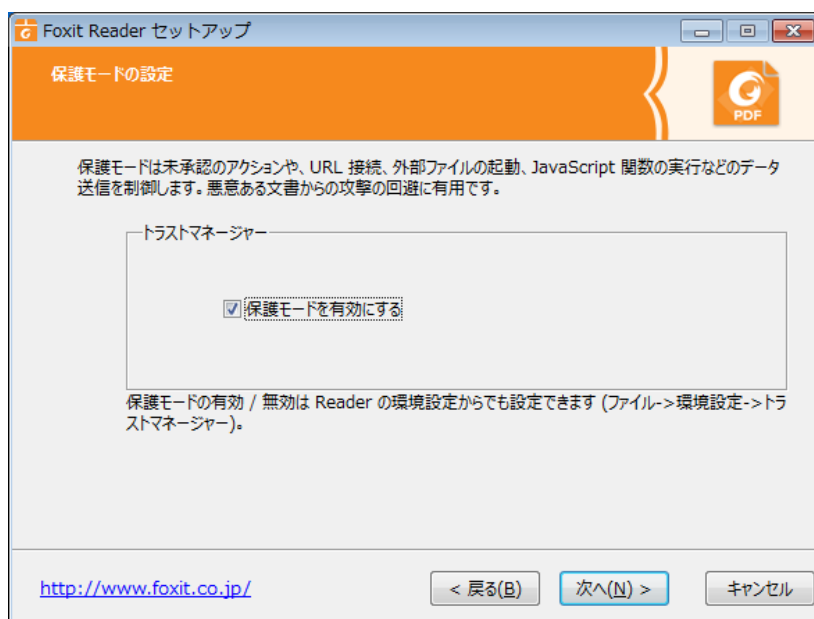 Foxit Reader セットアップ
保護モードの設定
PDF
保護モードは未承認のアクションや、URL 接続、外部ファイルの起動、JavaScript 関数の実行などのデータ
送信を制御します。悪意ある文書からの攻撃の回避に有用です。
トラストマネージャー
保護モードを有効にする
保護モードの有効 / 無効は Reader の環境設定からでも設定できます (ファイル->環境設定->トラ
ストマネージャー)。
http://www.foxit.co.jp/
< 戻る(B)
次へ(N) >
キャンセル